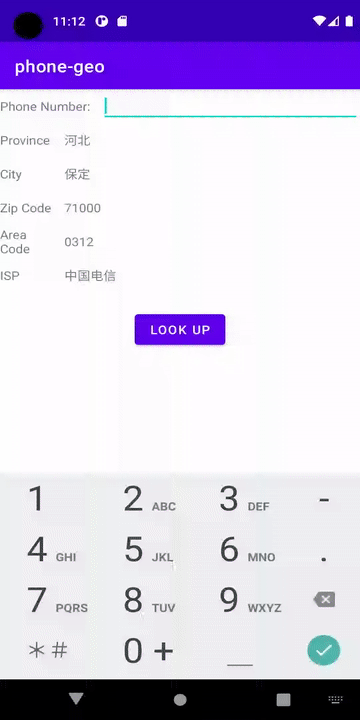 11:12
phone-geo
Phone Number:
Province 河北
City 保定
Zip Code 71000
Area Code 0312
ISP 中国电信
LOOK UP
1 2 ABC 3 DEF -
4 GHI 5 JKL 6 MNO .
7 PQRS 8 TUV 9 WXYZ
*# 0 + _